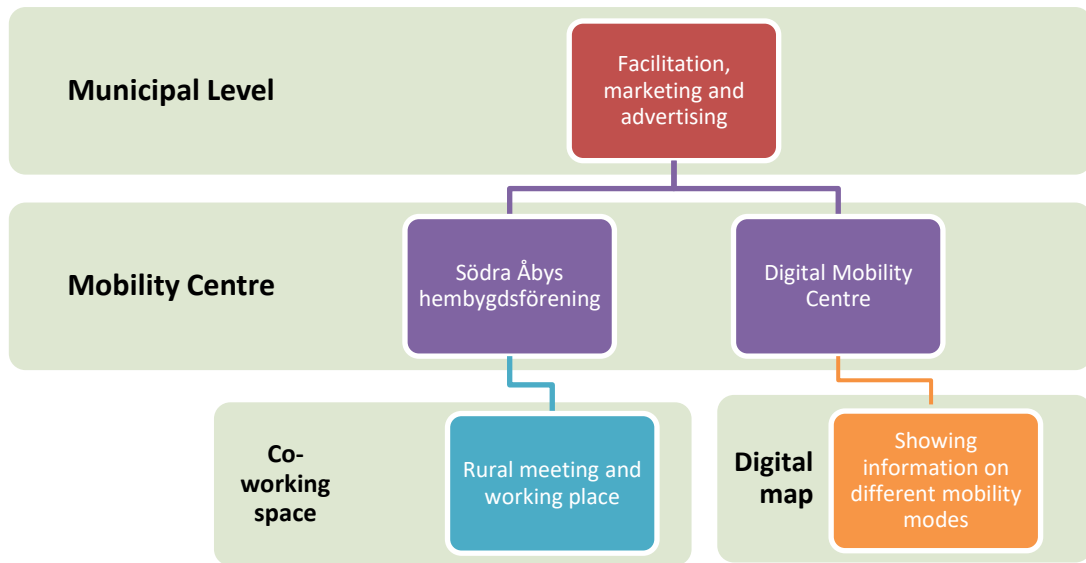 Municipal Level
Facilitation,
marketing and
advertising
Mobility Centre
Södra Åbys
hembygdsförening
Digital Mobility
Centre
Co-
working
space
Rural meeting and
working place
Digital
map
Showing
information on
different mobility
modes